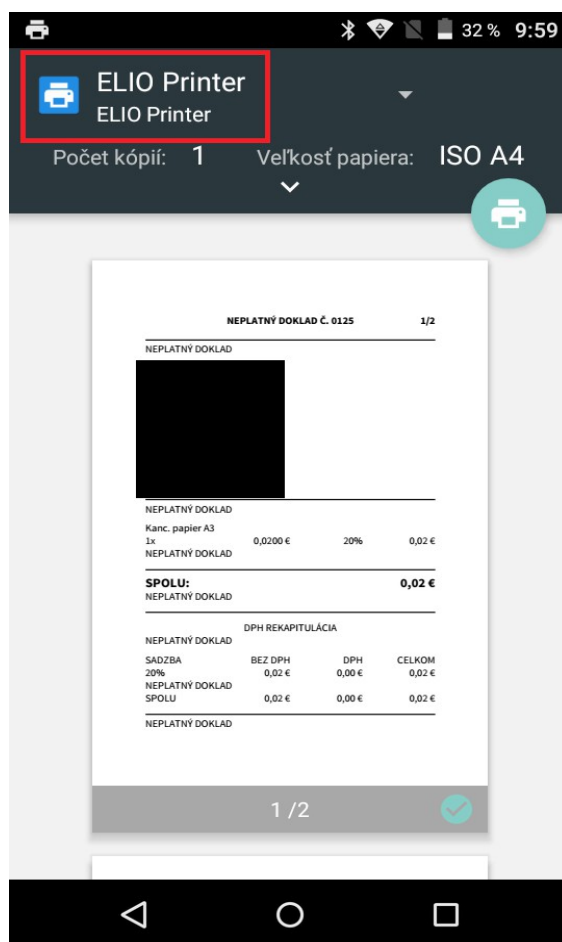 32 % 9:59
ELIO Printer
ELIO Printer
Počet kópií: 1 Veľkosť papiera: ISO A4
NEPLATNÝ DOKLAD Č. 0125 1/2
NEPLATNÝ DOKLAD
NEPLATNÝ DOKLAD
Kanc. papier A3
1x 0,0200 € 20% 0,02 €
NEPLATNÝ DOKLAD
SPOLU: 0,02 €
NEPLATNÝ DOKLAD
DPH REKAPITULÁCIA
NEPLATNÝ DOKLAD
SADZBA BEZ DPH DPH CELKOM
20% 0,02 € 0,00 € 0,02 €
NEPLATNÝ DOKLAD
SPOLU 0,02 € 0,00 € 0,02 €
NEPLATNÝ DOKLAD
1 /2